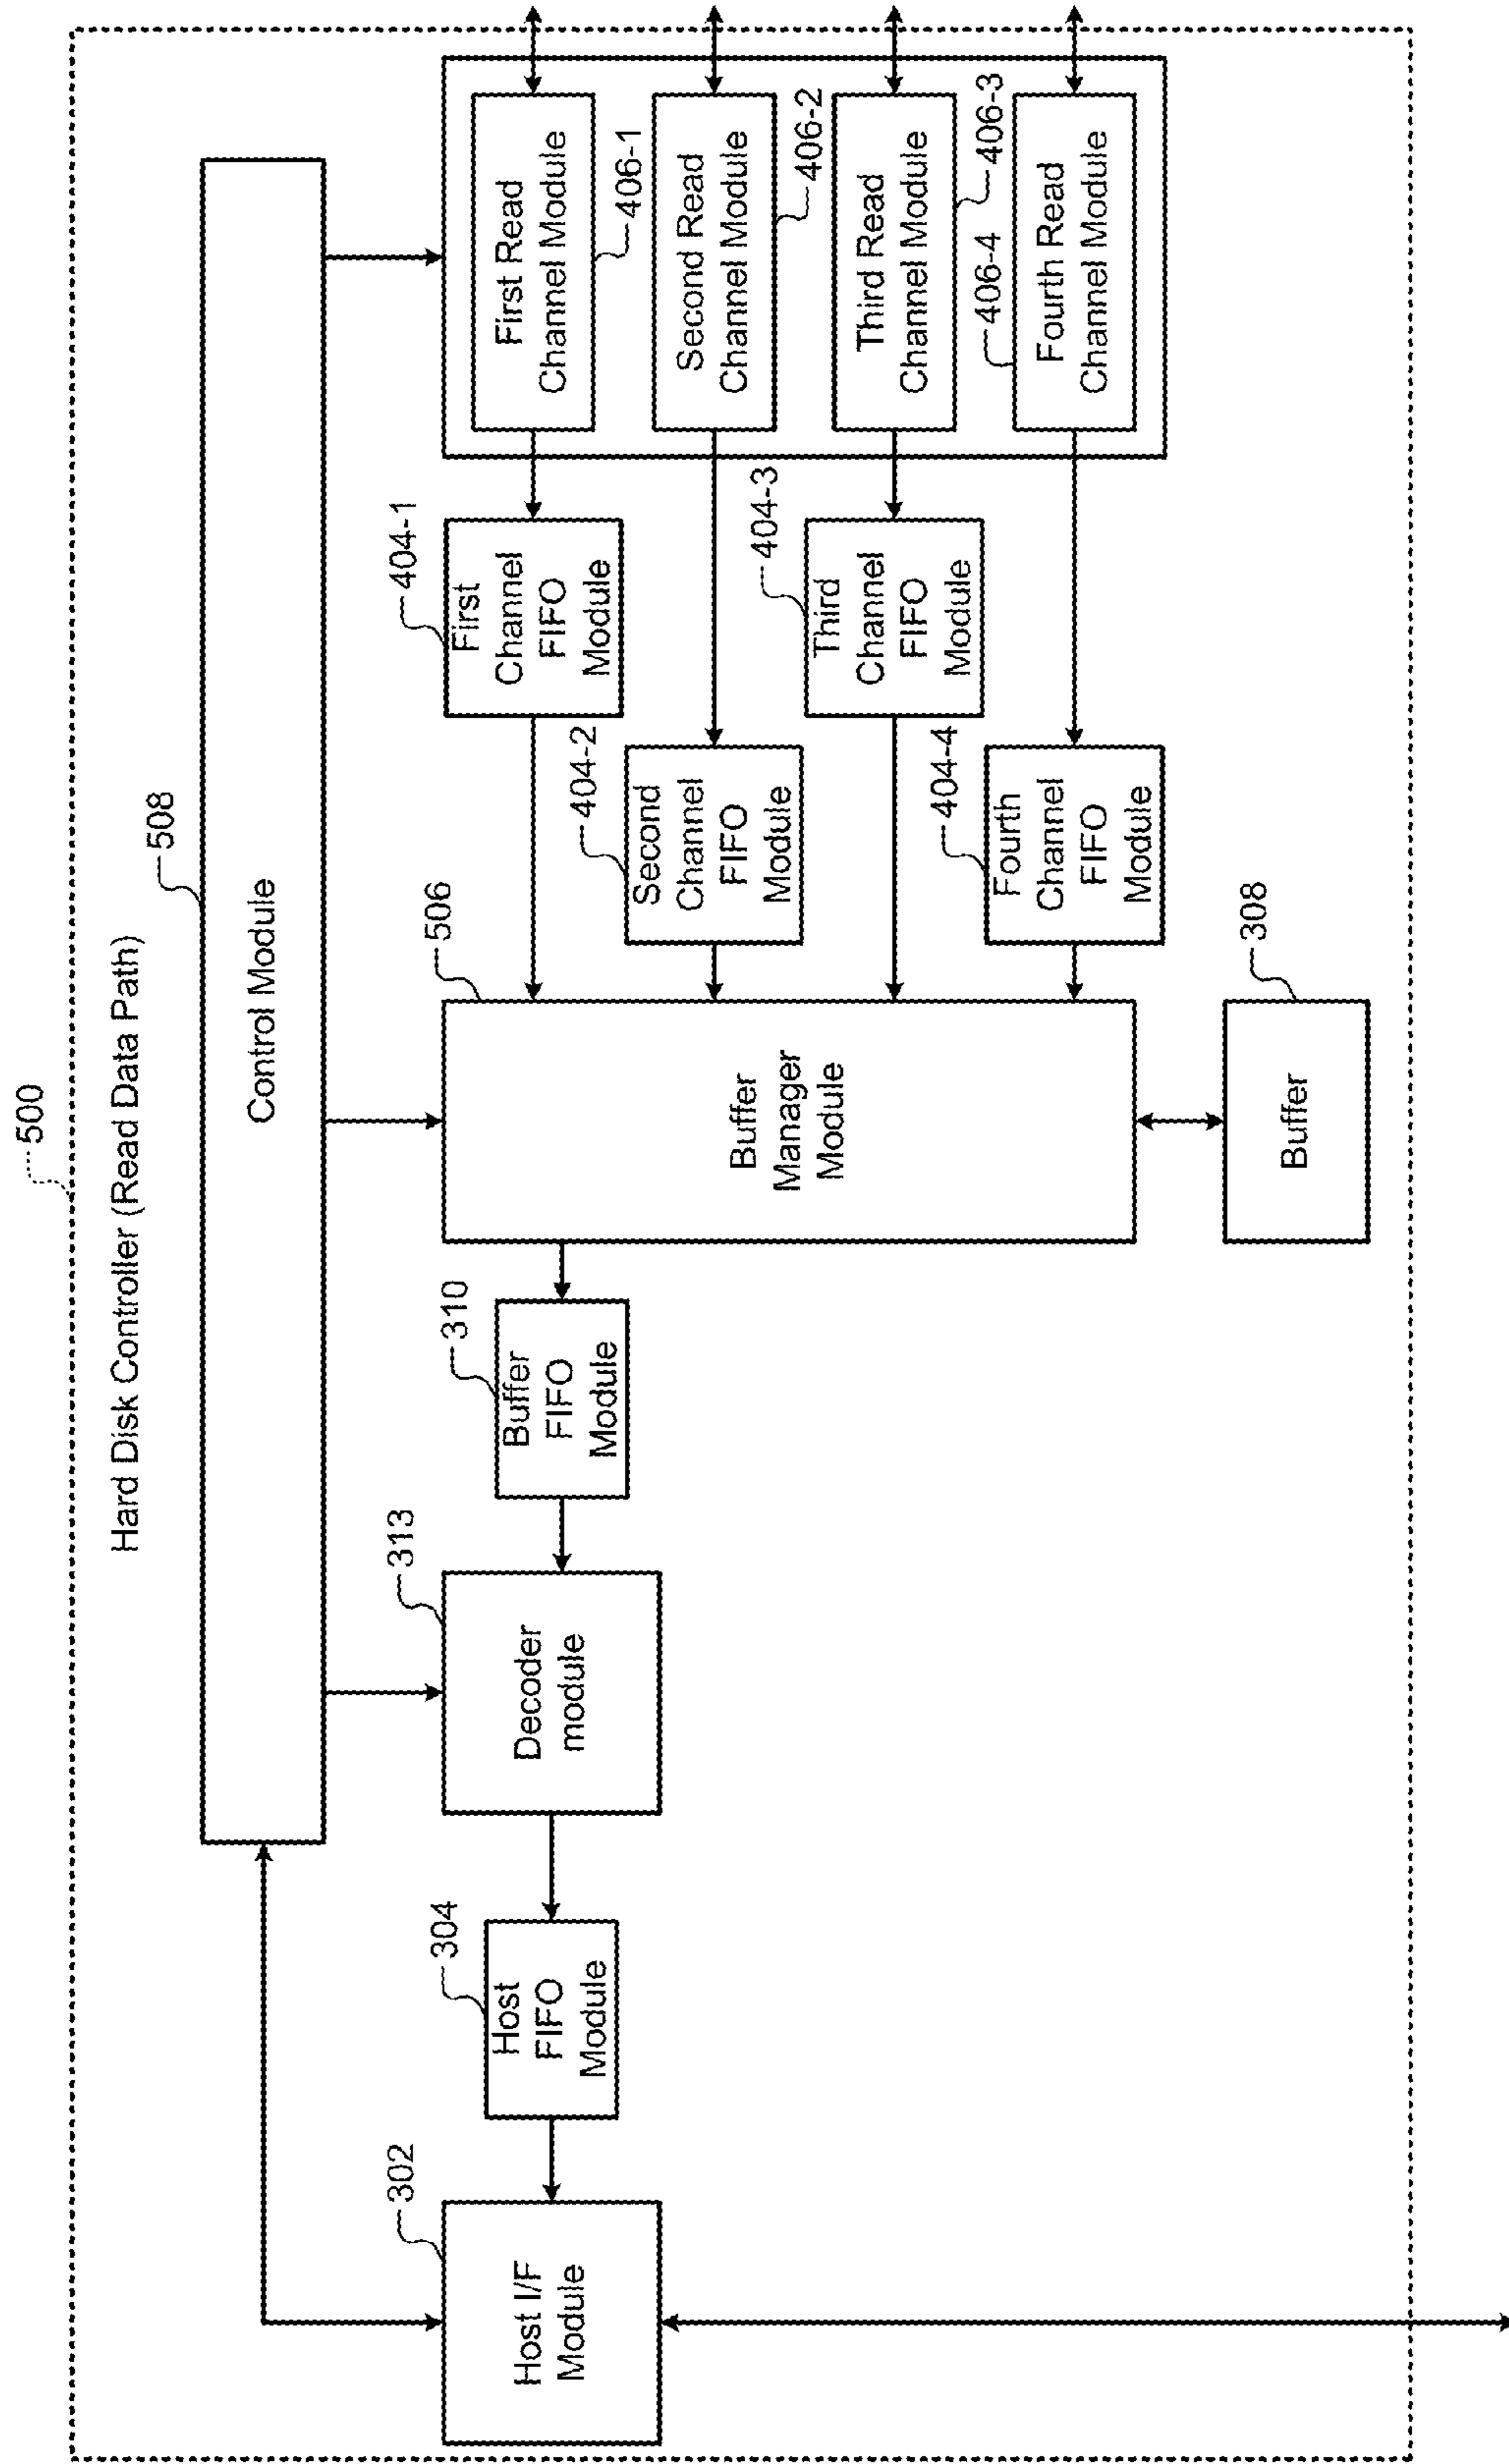 500
Hard Disk Controller (Read Data Path)
508
Control Module
302
Host I/F
Module
304
Host
FIFO
Module
313
Decoder
module
310
Buffer
FIFO
Module
506
Buffer
Manager
Module
308
Buffer
404-1
First
Channel
FIFO
Module
404-2
Second
Channel
FIFO
Module
404-3
Third
Channel
FIFO
Module
404-4
Fourth
Channel
FIFO
Module
First Read
Channel Module
406-1
Second Read
Channel Module
406-2
Third Read
Channel Module
406-3
406-4
Fourth Read
Channel Module